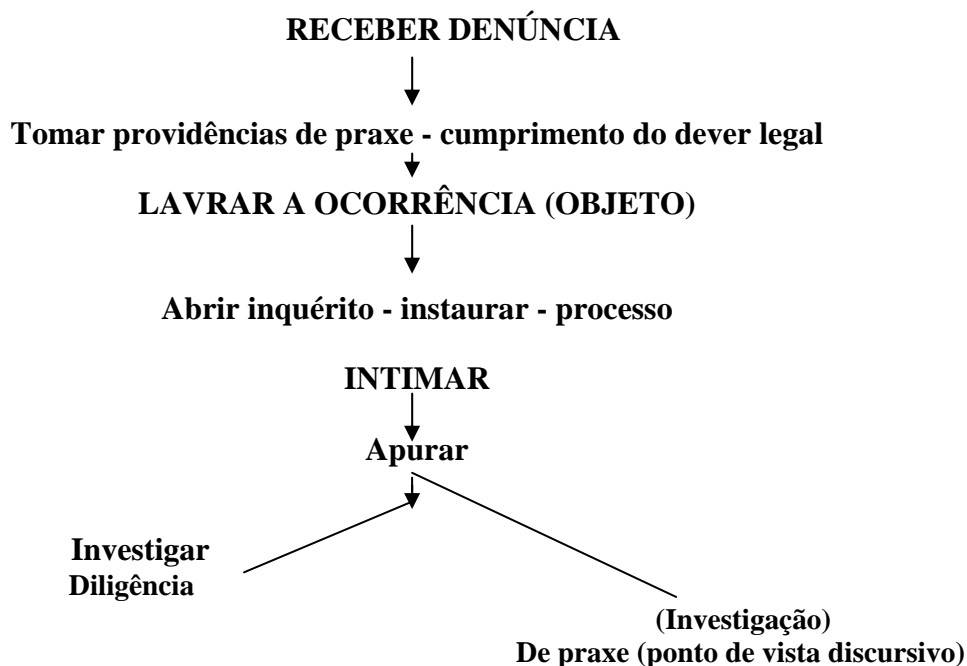 RECEBER DENÚNCIA
Tomar providências de praxe - cumprimento do dever legal
LAVRAR A OCORRÊNCIA (OBJETO)
Abrir inquérito - instaurar - processo
INTIMAR
Apurar
Investigar
Diligência
(Investigação)
De praxe (ponto de vista discursivo)